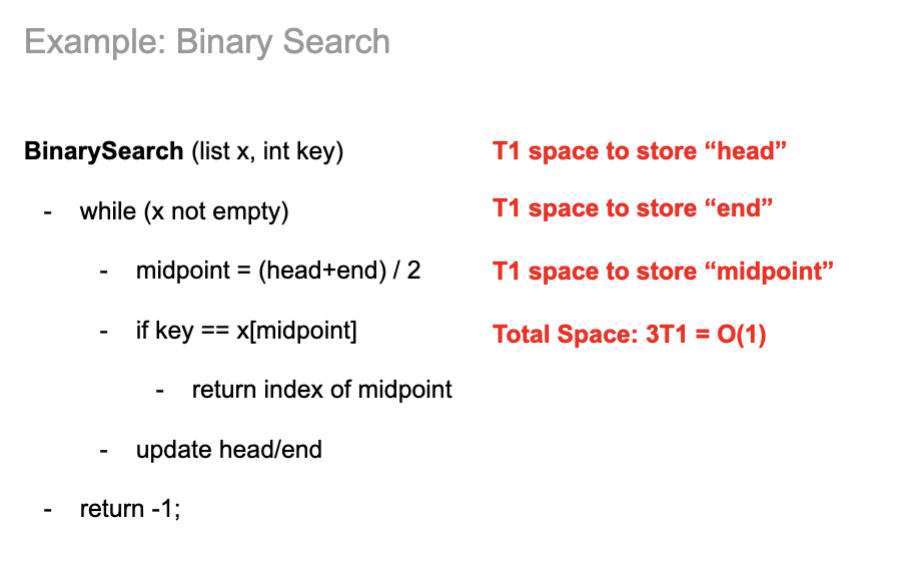 Example: Binary Search
BinarySearch (list x, int key)
- while (x not empty)
- midpoint = (head+end) / 2
- if key == x[midpoint]
- return index of midpoint
- update head/end
- return -1;
T1 space to store “head”
T1 space to store “end”
T1 space to store “midpoint”
Total Space: 3T1 = O(1)